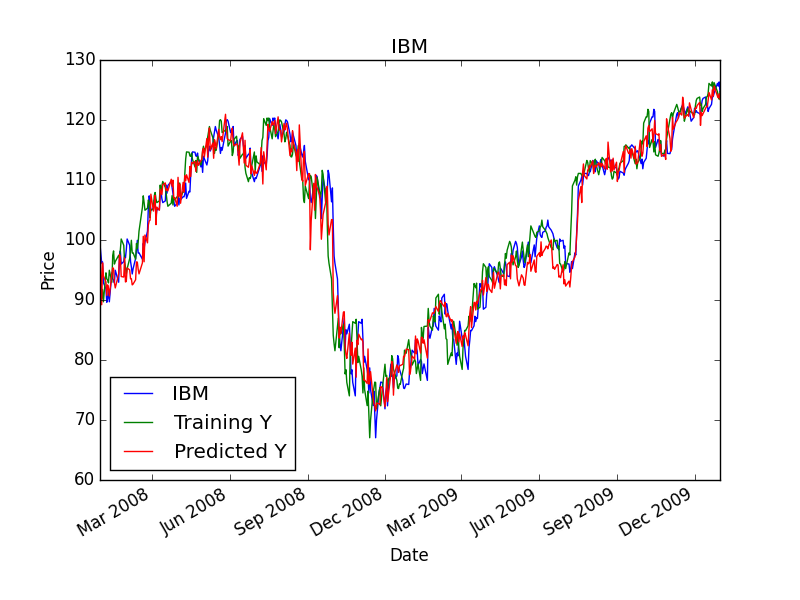 IBM
130
120
110
100
90
80
70
60
Price
IBM
Training Y
Predicted Y
Mar 2008
Jun 2008
Sep 2008
Dec 2008
Mar 2009
Jun 2009
Sep 2009
Dec 2009
Date